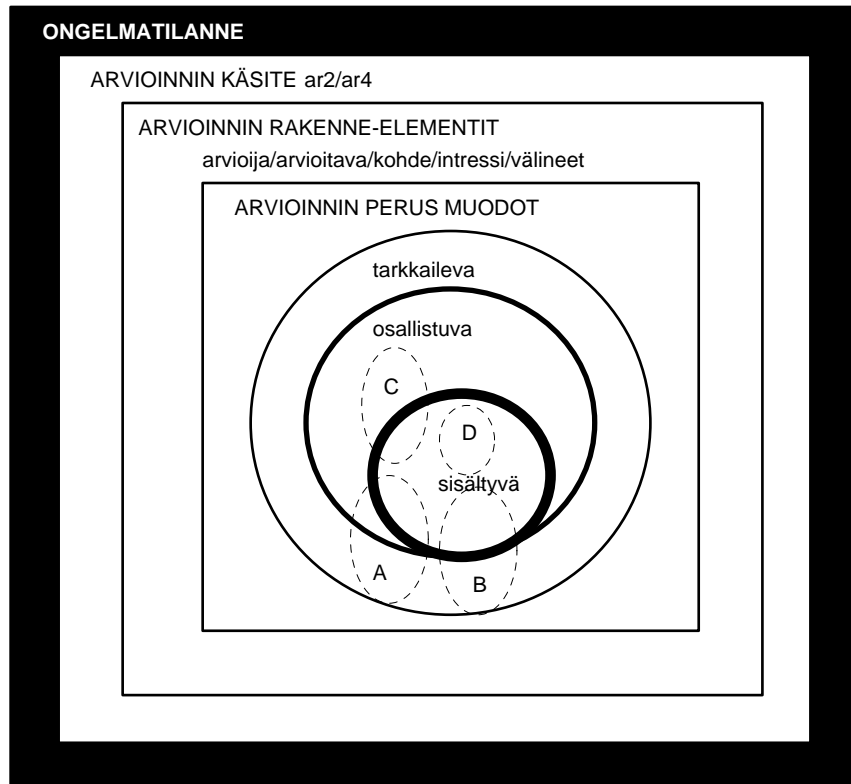 ONGELMATILANNE
ARVIOINNIN KÄSITE ar2/ar4
ARVIOINNIN RAKENNE-ELEMENTIT
arvioija/arvioitava/kohde/intressi/välineet
ARVIOINNIN PERUS MUODOT
tarkkaileva
osallistuva
C
D
sisältyvä
A
B